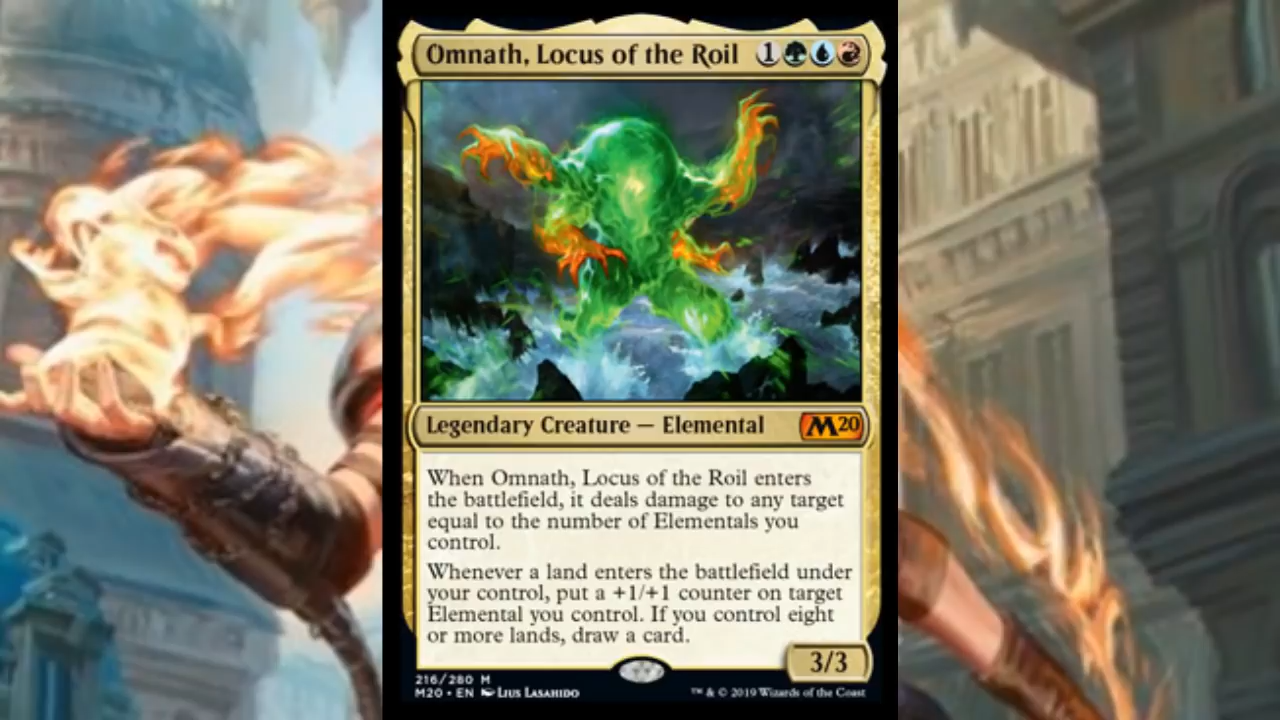 Omnath, Locus of the Roil 1
Legendary Creature — Elemental M20
When Omnath, Locus of the Roil enters
the battlefield, it deals damage to any target
equal to the number of Elementals you
control.
Whenever a land enters the battlefield under
your control, put a +1/+1 counter on target
Elemental you control. If you control eight
or more lands, draw a card.
3/3
216/280 M
M20 • EN Lius Lasahido ™ & © 2019 Wizards of the Coast